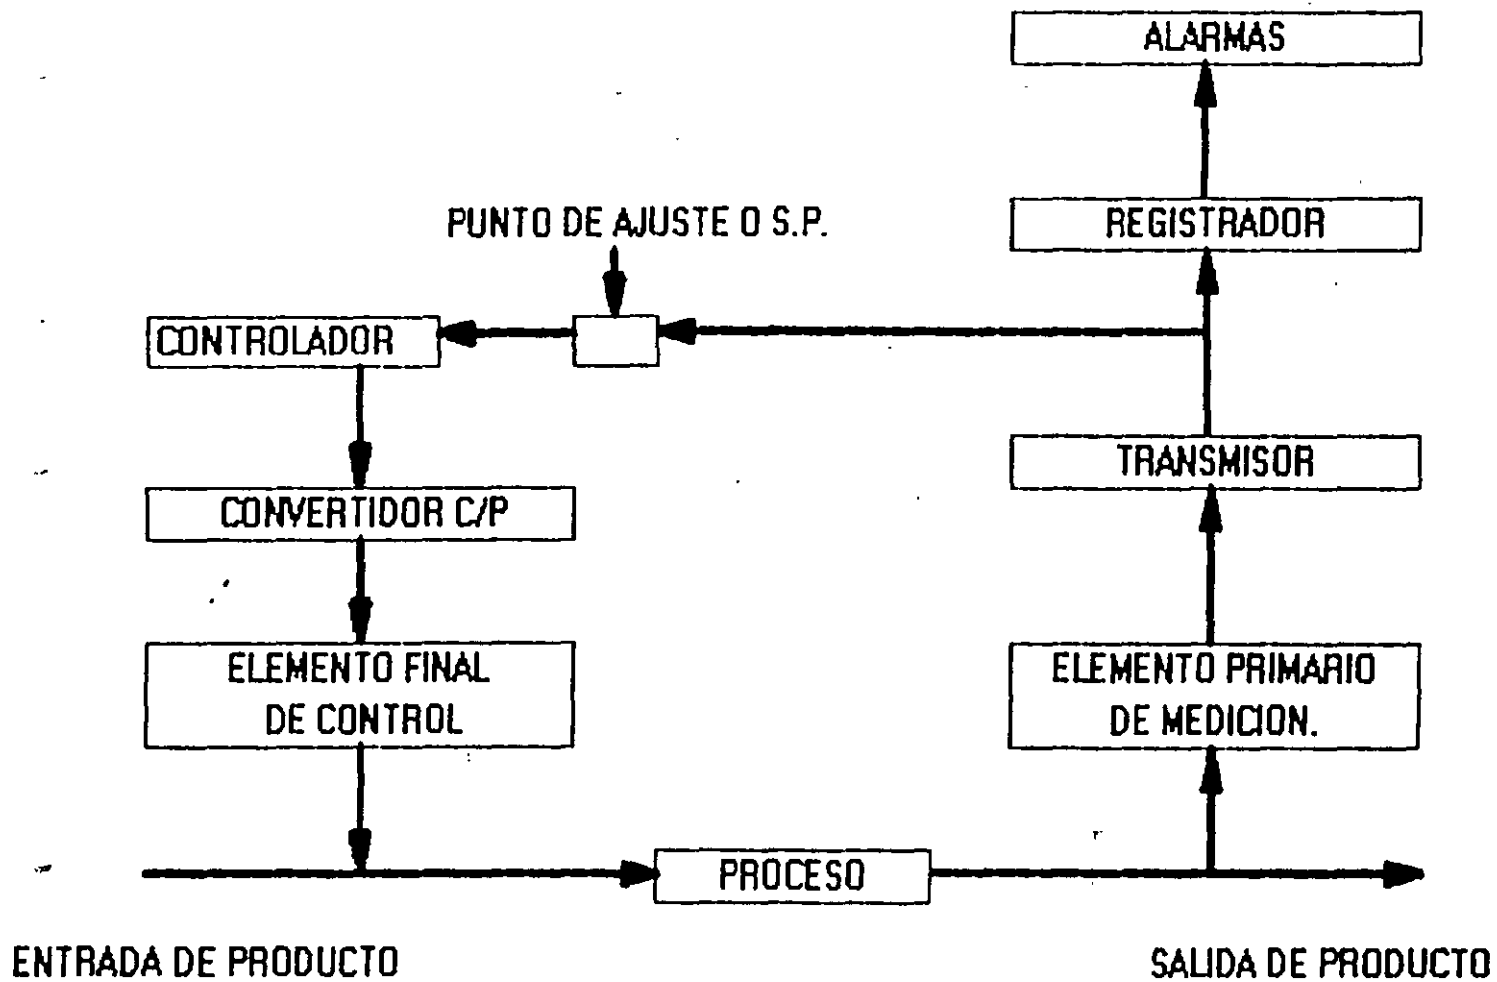 ALARMAS
PUNTO DE AJUSTE O S.P.
REGISTRADOR
CONTROLADOR
TRANSMISOR
CONVERTIDOR C/P
ELEMENTO FINAL
DE CONTROL
ELEMENTO PRIMARIO
DE MEDICION.
PROCESO
ENTRADA DE PRODUCTO
SALIDA DE PRODUCTO